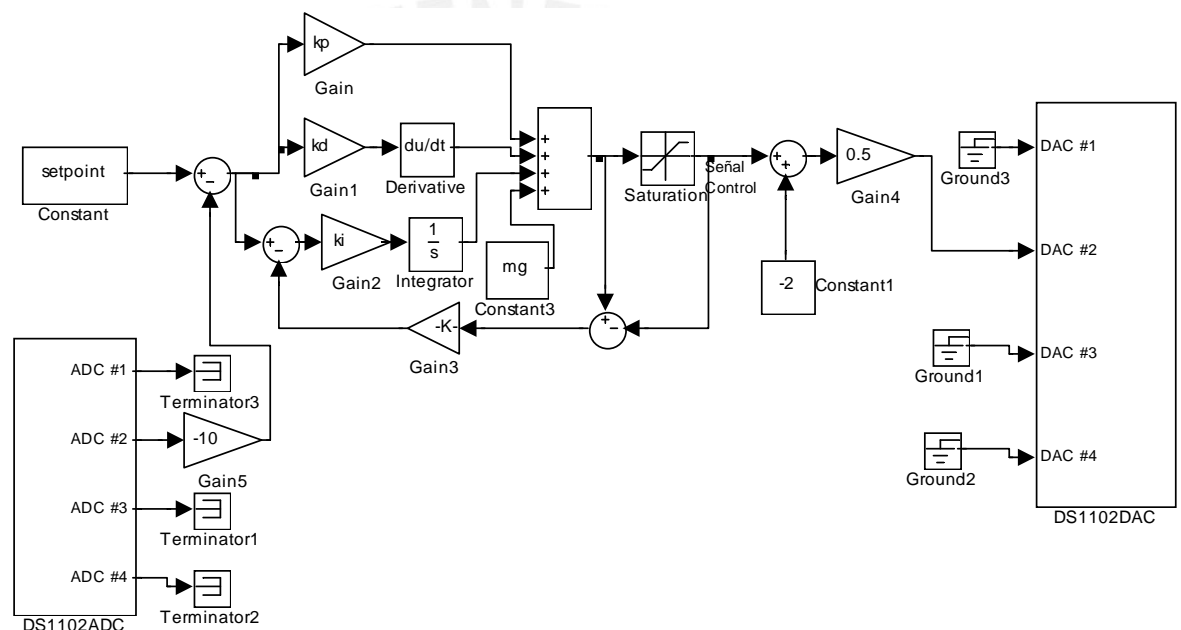 kp
Gain
setpoint
Constant
+
-
kd
Gain1
du/dt
Derivative
+
+
+
+
Saturation
Señal
Control
+
+
0.5
Gain4
Ground3
DAC #1
+
-
ki
Gain2
1
s
Integrator
mg
Constant3
-2
Constant1
DAC #2
+
-
-K-
Gain3
Ground1
DAC #3
Ground2
DAC #4
DS1102DAC
ADC #1
Terminator3
ADC #2
-10
Gain5
ADC #3
Terminator1
ADC #4
Terminator2
DS1102ADC